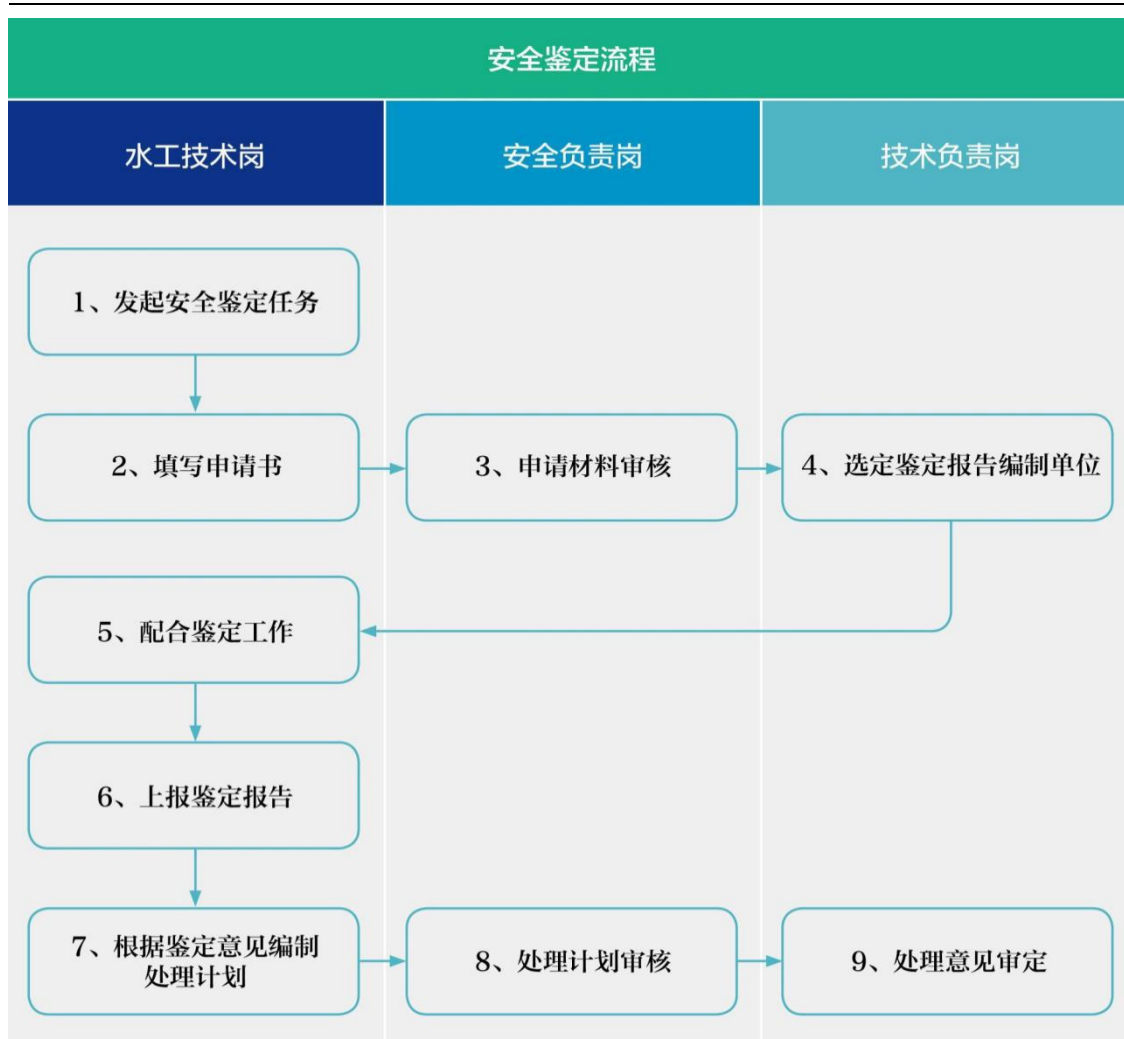 安全鉴定流程
水工技术岗
安全负责岗
技术负责岗
1、发起安全鉴定任务
2、填写申请书
3、申请材料审核
4、选定鉴定报告编制单位
5、配合鉴定工作
6、上报鉴定报告
7、根据鉴定意见编制
处理计划
8、处理计划审核
9、处理意见审定